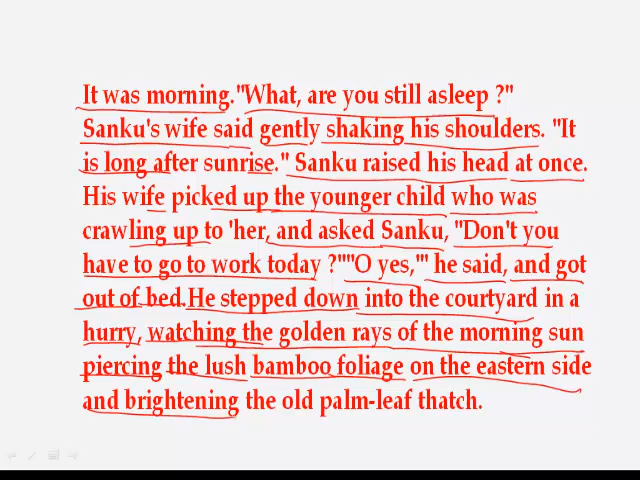 It was morning."What, are you still asleep ?"
Sanku's wife said gently shaking his shoulders. "It
is long after sunrise." Sanku raised his head at once.
His wife picked up the younger child who was
crawling up to 'her, and asked Sanku, "Don't you
have to go to work today ?""O yes,"' he said, and got
out of bed.He stepped down into the courtyard in a
hurry, watching the golden rays of the morning sun
piercing the lush bamboo foliage on the eastern side
and brightening the old palm-leaf thatch.